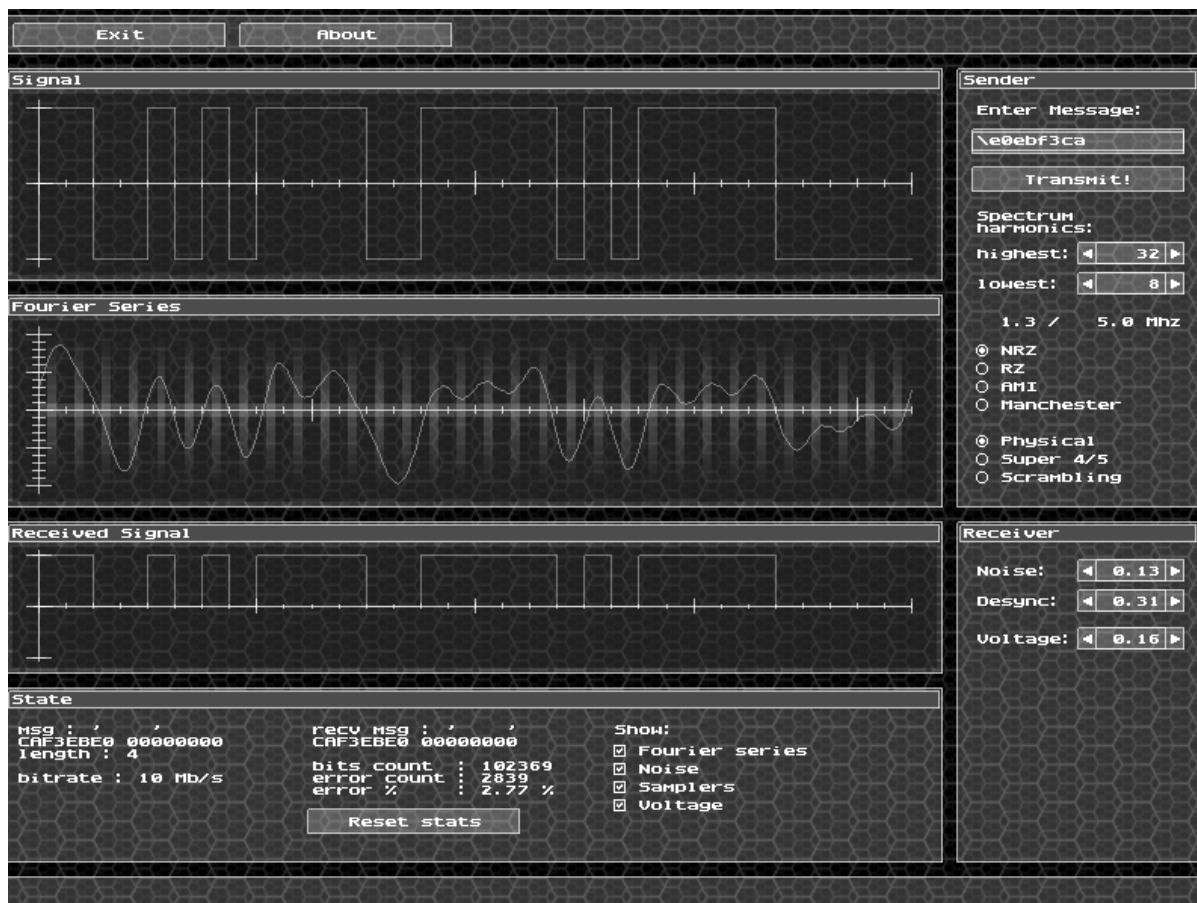 Exit
About
Signal
Sender
Enter Message:
\e0ebf3ca
Transmit!
Spectrum
harmonics:
highest: 32
lowest: 8
1.3 / 5.0 Mhz
NRZ
RZ
AMI
Manchester
Physical
Super 4/5
Scrambling
Fourier Series
Received Signal
Receiver
Noise: 0.13
Desync: 0.31
Voltage: 0.16
State
msg : ' '
CAF3EBE0 00000000
length : 4
bitrate : 10 Mb/s
recv msg : ' '
CAF3EBE0 00000000
bits count : 102369
error count : 2839
error % : 2.77 %
Reset stats
Show:
Fourier series
Noise
Samplers
Voltage